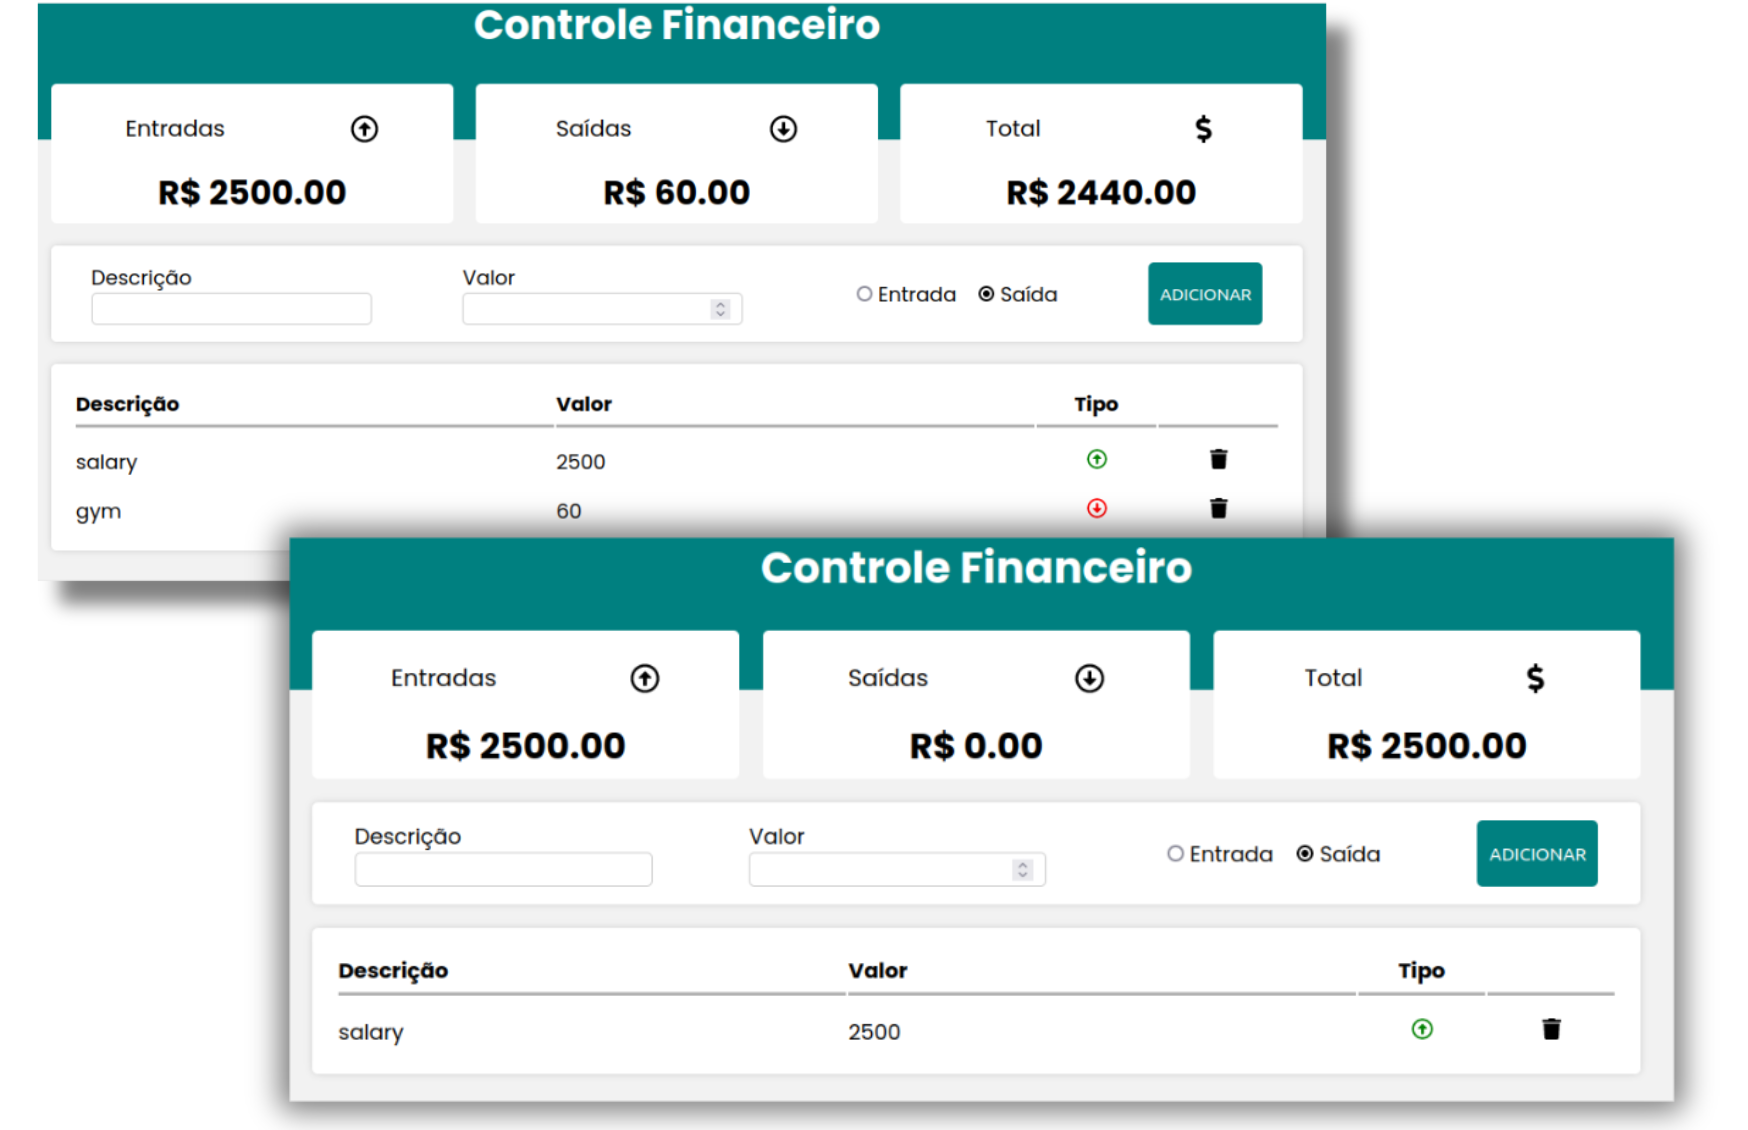 Controle Financeiro
Entradas Saídas Total $
R$ 2500.00 R$ 60.00 R$ 2440.00
Descrição Valor
Entrada Saída ADICIONAR
Descrição Valor Tipo
salary 2500
gym 60
Controle Financeiro
Entradas Saídas Total $
R$ 2500.00 R$ 0.00 R$ 2500.00
Descrição Valor
Entrada Saída ADICIONAR
Descrição Valor Tipo
salary 2500